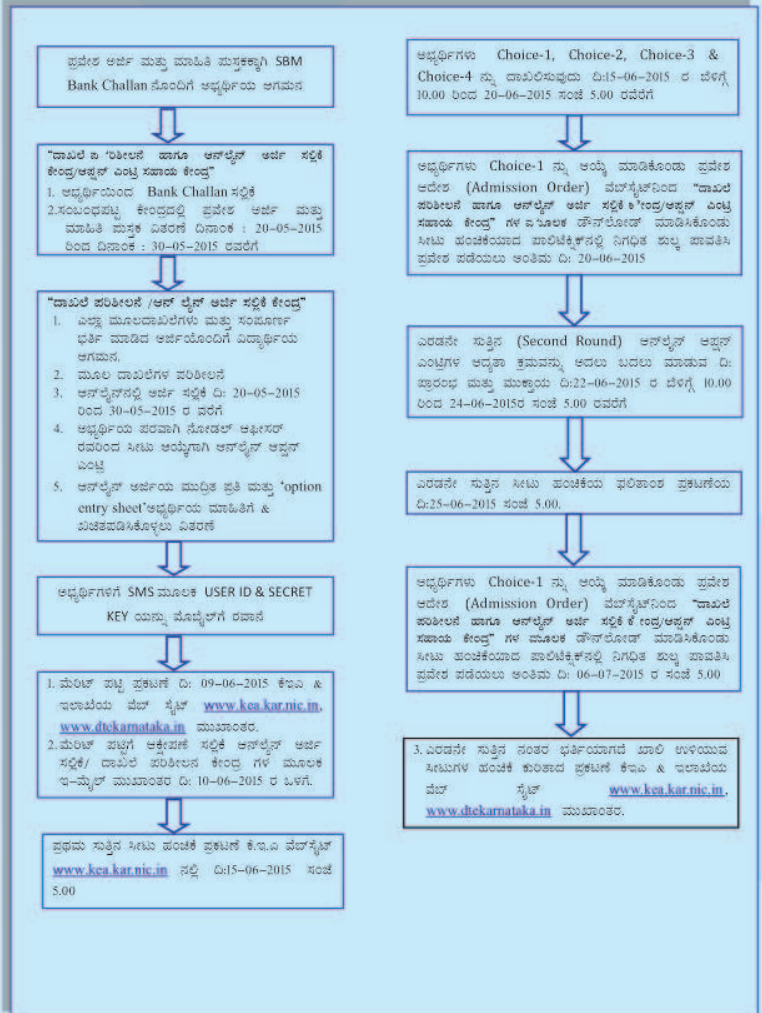 ಪ್ರವೇಶ ಅರ್ಜಿ ಮತ್ತು ಮಾಹಿತಿ ಪುಸ್ತಕಕ್ಕಾಗಿ SBM
Bank Challan ನೊಂದಿಗೆ ಅಭ್ಯರ್ಥಿಯ ಆಗಮನ
"ದಾಖಲೆ ಪರಿಶೀಲನೆ ಹಾಗೂ ಆನ್‌ಲೈನ್ ಅರ್ಜಿ ಸಲ್ಲಿಕೆ
ಕೇಂದ್ರ/ಆಪ್ಷನ್ ಎಂಟ್ರಿ ಸಹಾಯ ಕೇಂದ್ರ"
1. ಅಭ್ಯರ್ಥಿಯಿಂದ Bank Challan ಸಲ್ಲಿಕೆ
2.ಸಂಬಂಧಪಟ್ಟ ಕೇಂದ್ರದಲ್ಲಿ ಪ್ರವೇಶ ಅರ್ಜಿ ಮತ್ತು
ಮಾಹಿತಿ ಪುಸ್ತಕ ವಿತರಣೆ ದಿನಾಂಕ : 20-05-2015
ರಿಂದ ದಿನಾಂಕ : 30-05-2015 ರವರೆಗೆ
"ದಾಖಲೆ ಪರಿಶೀಲನೆ /ಆನ್ ಲೈನ್ ಅರ್ಜಿ ಸಲ್ಲಿಕೆ ಕೇಂದ್ರ"
1. ಎಲ್ಲಾ ಮೂಲದಾಖಲೆಗಳು ಮತ್ತು ಸಂಪೂರ್ಣ
ಭರ್ತಿ ಮಾಡಿದ ಅರ್ಜಿಯೊಂದಿಗೆ ವಿದ್ಯಾರ್ಥಿಯ
ಆಗಮನ.
2. ಮೂಲ ದಾಖಲೆಗಳ ಪರಿಶೀಲನೆ
3. ಆನ್‌ಲೈನ್‌ನಲ್ಲಿ ಅರ್ಜಿ ಸಲ್ಲಿಕೆ ದಿ: 20-05-2015
ರಿಂದ 30-05-2015 ರ ವರೆಗೆ
4. ಅಭ್ಯರ್ಥಿಯ ಪರವಾಗಿ ನೋಡಲ್ ಆಫೀಸರ್
ರವರಿಂದ ಸೀಟು ಆಯ್ಕೆಗಾಗಿ ಆನ್‌ಲೈನ್ ಆಪ್ಷನ್
ಎಂಟ್ರಿ
5. ಆನ್‌ಲೈನ್ ಅರ್ಜಿಯ ಮುದ್ರಿತ ಪ್ರತಿ ಮತ್ತು 'option
entry sheet'ಅಭ್ಯರ್ಥಿಯ ಮಾಹಿತಿಗೆ &
ಖಚಿತಪಡಿಸಿಕೊಳ್ಳಲು ವಿತರಣೆ
ಅಭ್ಯರ್ಥಿಗಳಿಗೆ SMS ಮೂಲಕ USER ID & SECRET
KEY ಯನ್ನು ಮೊಬೈಲ್‌ಗೆ ರವಾನೆ
1. ಮೆರಿಟ್ ಪಟ್ಟಿ ಪ್ರಕಟಣೆ ದಿ: 09-06-2015 ಕೆಇಎ &
ಇಲಾಖೆಯ ವೆಬ್ ಸೈಟ್ www.kea.kar.nic.in,
www.dtekarnataka.in ಮುಖಾಂತರ.
2.ಮೆರಿಟ್ ಪಟ್ಟಿಗೆ ಆಕ್ಷೇಪಣೆ ಸಲ್ಲಿಕೆ ಆನ್‌ಲೈನ್ ಅರ್ಜಿ
ಸಲ್ಲಿಕೆ/ ದಾಖಲೆ ಪರಿಶೀಲನ ಕೇಂದ್ರ ಗಳ ಮೂಲಕ
ಇ-ಮೈಲ್ ಮುಖಾಂತರ ದಿ: 10-06-2015 ರ ಒಳಗೆ.
ಪ್ರಥಮ ಸುತ್ತಿನ ಸೀಟು ಹಂಚಿಕೆ ಪ್ರಕಟಣೆ ಕೆ.ಇ.ಎ ವೆಬ್‌ಸೈಟ್
www.kea.kar.nic.in ನಲ್ಲಿ ದಿ:15-06-2015 ಸಂಜೆ
5.00
ಅಭ್ಯರ್ಥಿಗಳು Choice-1, Choice-2, Choice-3 &
Choice-4 ನ್ನು ದಾಖಲಿಸುವುದು ದಿ:15-06-2015 ರ ಬೆಳಿಗ್ಗೆ
10.00 ರಿಂದ 20-06-2015 ಸಂಜೆ 5.00 ರವೆರೆಗೆ
ಅಭ್ಯರ್ಥಿಗಳು Choice-1 ನ್ನು ಆಯ್ಕೆ ಮಾಡಿಕೊಂಡು ಪ್ರವೇಶ
ಆದೇಶ (Admission Order) ವೆಬ್‌ಸೈಟ್‌ನಿಂದ "ದಾಖಲೆ
ಪರಿಶೀಲನೆ ಹಾಗೂ ಆನ್‌ಲೈನ್ ಅರ್ಜಿ ಸಲ್ಲಿಕೆ ಕೇಂದ್ರ/ಆಪ್ಷನ್ ಎಂಟ್ರಿ
ಸಹಾಯ ಕೇಂದ್ರ" ಗಳ ಮೂಲಕ ಡೌನ್‌ಲೋಡ್ ಮಾಡಿಸಿಕೊಂಡು
ಸೀಟು ಹಂಚಿಕೆಯಾದ ಪಾಲಿಟೆಕ್ನಿಕ್‌ನಲ್ಲಿ ನಿಗಧಿತ ಶುಲ್ಕ ಪಾವತಿಸಿ
ಪ್ರವೇಶ ಪಡೆಯಲು ಅಂತಿಮ ದಿ: 20-06-2015
ಎರಡನೇ ಸುತ್ತಿನ (Second Round) ಆನ್‌ಲೈನ್ ಆಪ್ಷನ್
ಎಂಟ್ರಿಗಳ ಆದ್ಯತಾ ಕ್ರಮವನ್ನು ಅದಲು ಬದಲು ಮಾಡುವ ದಿ:
ಪ್ರಾರಂಭ ಮತ್ತು ಮುಕ್ತಾಯ ದಿ:22-06-2015 ರ ಬೆಳಿಗ್ಗೆ 10.00
ರಿಂದ 24-06-2015ರ ಸಂಜೆ 5.00 ರವರೆಗೆ
ಎರಡನೇ ಸುತ್ತಿನ ಸೀಟು ಹಂಚಿಕೆಯ ಫಲಿತಾಂಶ ಪ್ರಕಟಣೆಯ
ದಿ:25-06-2015 ಸಂಜೆ 5.00.
ಅಭ್ಯರ್ಥಿಗಳು Choice-1 ನ್ನು ಆಯ್ಕೆ ಮಾಡಿಕೊಂಡು ಪ್ರವೇಶ
ಆದೇಶ (Admission Order) ವೆಬ್‌ಸೈಟ್‌ನಿಂದ "ದಾಖಲೆ
ಪರಿಶೀಲನೆ ಹಾಗೂ ಆನ್‌ಲೈನ್ ಅರ್ಜಿ ಸಲ್ಲಿಕೆ ಕೇಂದ್ರ/ಆಪ್ಷನ್ ಎಂಟ್ರಿ
ಸಹಾಯ ಕೇಂದ್ರ" ಗಳ ಮೂಲಕ ಡೌನ್‌ಲೋಡ್ ಮಾಡಿಸಿಕೊಂಡು
ಸೀಟು ಹಂಚಿಕೆಯಾದ ಪಾಲಿಟೆಕ್ನಿಕ್‌ನಲ್ಲಿ ನಿಗಧಿತ ಶುಲ್ಕ ಪಾವತಿಸಿ
ಪ್ರವೇಶ ಪಡೆಯಲು ಅಂತಿಮ ದಿ: 06-07-2015 ರ ಸಂಜೆ 5.00
3. ಎರಡನೇ ಸುತ್ತಿನ ನಂತರ ಭರ್ತಿಯಾಗದೆ ಖಾಲಿ ಉಳಿಯುವ
ಸೀಟುಗಳ ಹಂಚಿಕೆ ಕುರಿತಾದ ಪ್ರಕಟಣೆ ಕೆಇಎ & ಇಲಾಖೆಯ
ವೆಬ್ ಸೈಟ್ www.kea.kar.nic.in,
www.dtekarnataka.in ಮುಖಾಂತರ.